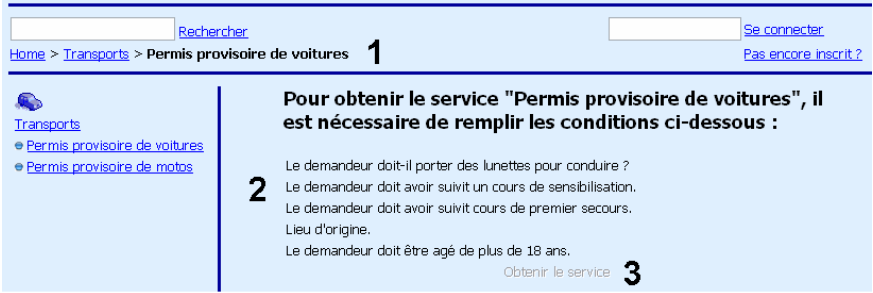 Rechercher
Se connecter
Home > Transports > Permis provisoire de voitures 1
Pas encore inscrit ?
Transports
Permis provisoire de voitures
Permis provisoire de motos
Pour obtenir le service "Permis provisoire de voitures", il
est nécessaire de remplir les conditions ci-dessous :
Le demandeur doit-il porter des lunettes pour conduire ?
2 Le demandeur doit avoir suivit un cours de sensibilisation.
Le demandeur doit avoir suivit cours de premier secours.
Lieu d'origine.
Le demandeur doit être agé de plus de 18 ans.
Obtenir le service 3